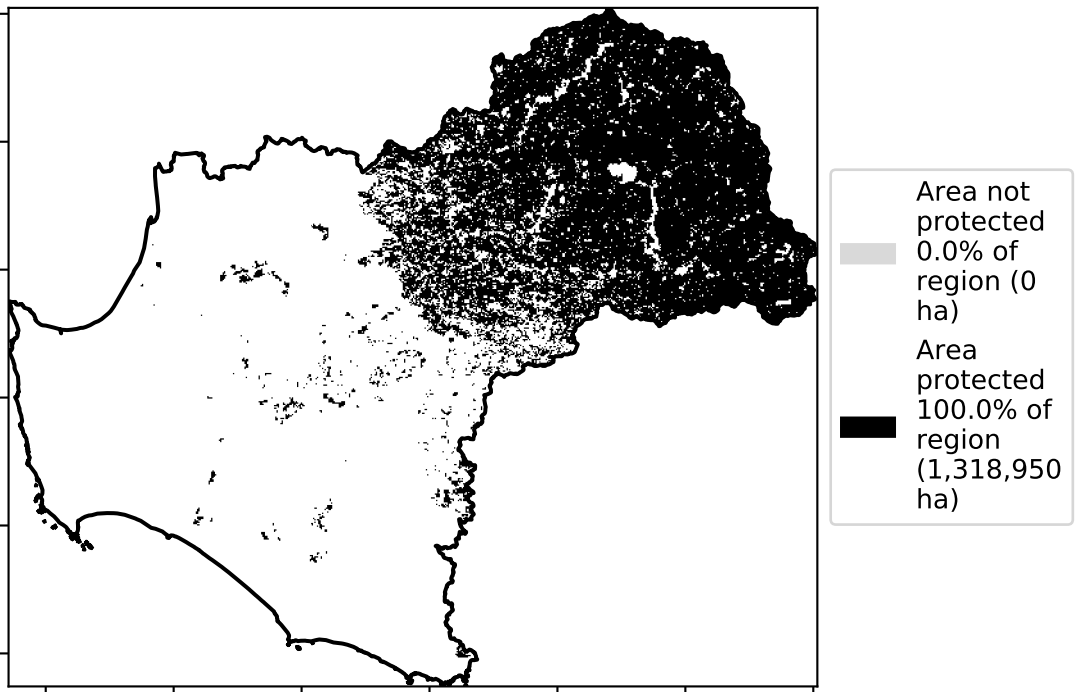 Area not
protected
0.0% of
region (0
ha)
Area
protected
100.0% of
region
(1,318,950
ha)